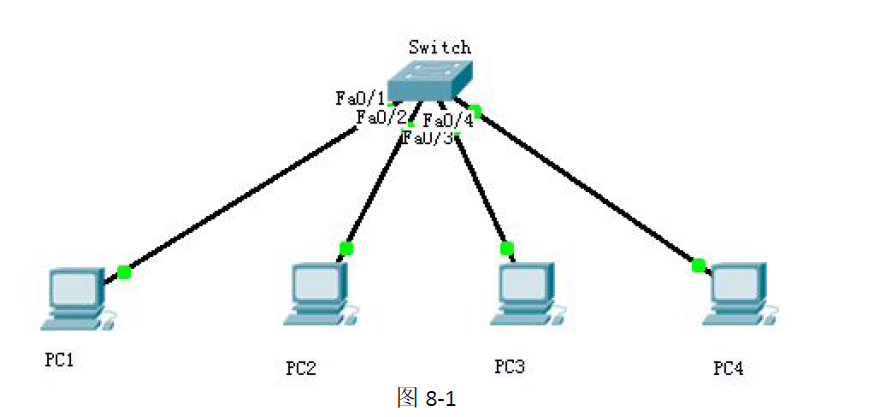 Switch
Fa0/1
Fa0/2
Fa0/4
Fa0/3
PC1
PC2
PC3
PC4
图 8-1